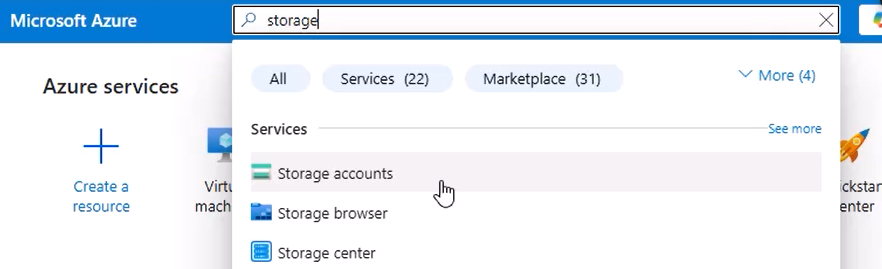 Microsoft Azure
storage
All
Services (22)
Marketplace (31)
More (4)
Azure services
Services
See more
Create a
resource
Virtu
mach
Storage accounts
Storage browser
Storage center
ickstar
enter